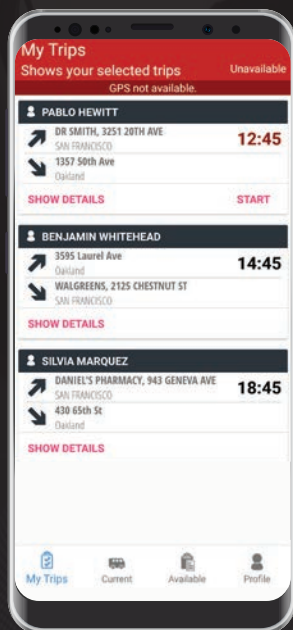 My Trips
Shows your selected trips
Unavailable
GPS not available.
PABLO HEWITT
DR SMITH, 3251 20TH AVE
SAN FRANCISCO
12:45
1357 50th Ave
Oakland
SHOW DETAILS
START
BENJAMIN WHITEHEAD
3595 Laurel Ave
Oakland
14:45
WALGREENS, 2125 CHESTNUT ST
SAN FRANCISCO
SHOW DETAILS
SILVIA MARQUEZ
DANIEL'S PHARMACY, 943 GENEVA AVE
SAN FRANCISCO
18:45
430 65th St
Oakland
SHOW DETAILS
My Trips
Current
Available
Profile